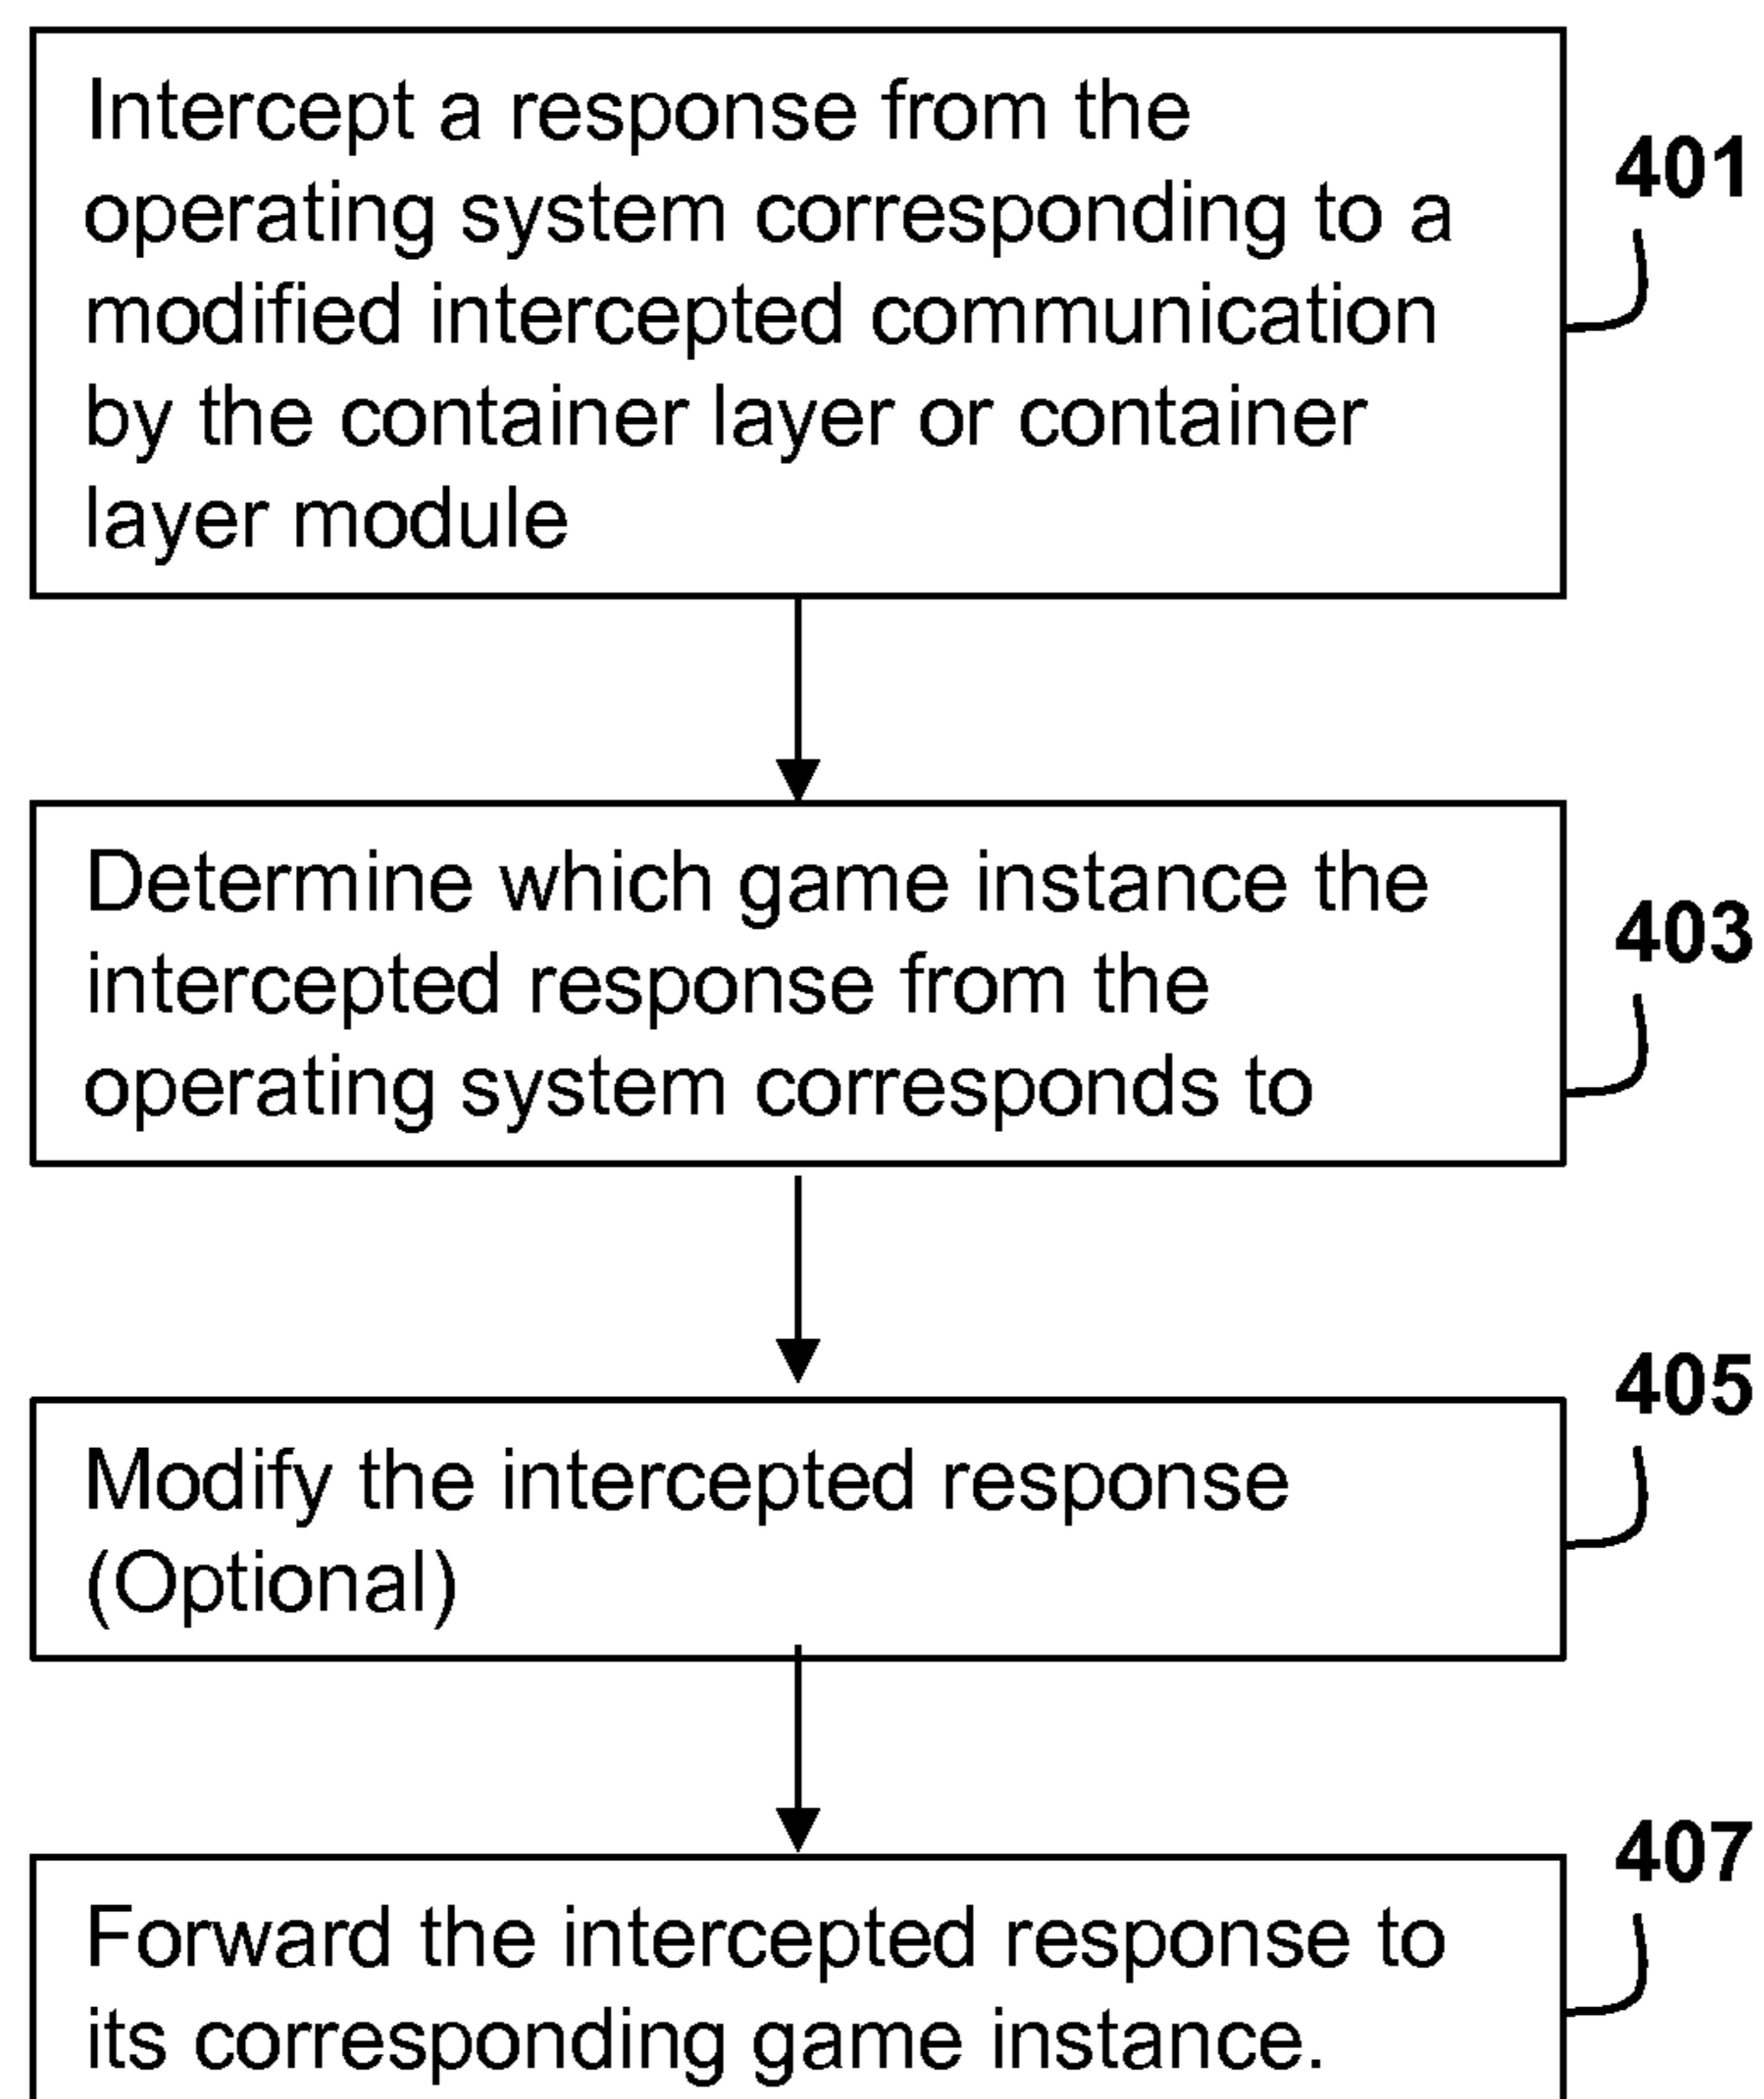 Intercept a response from the
operating system corresponding to a
modified intercepted communication
by the container layer or container
layer module
401
Determine which game instance the
intercepted response from the
operating system corresponds to
403
Modify the intercepted response
(Optional)
405
Forward the intercepted response to
its corresponding game instance.
407